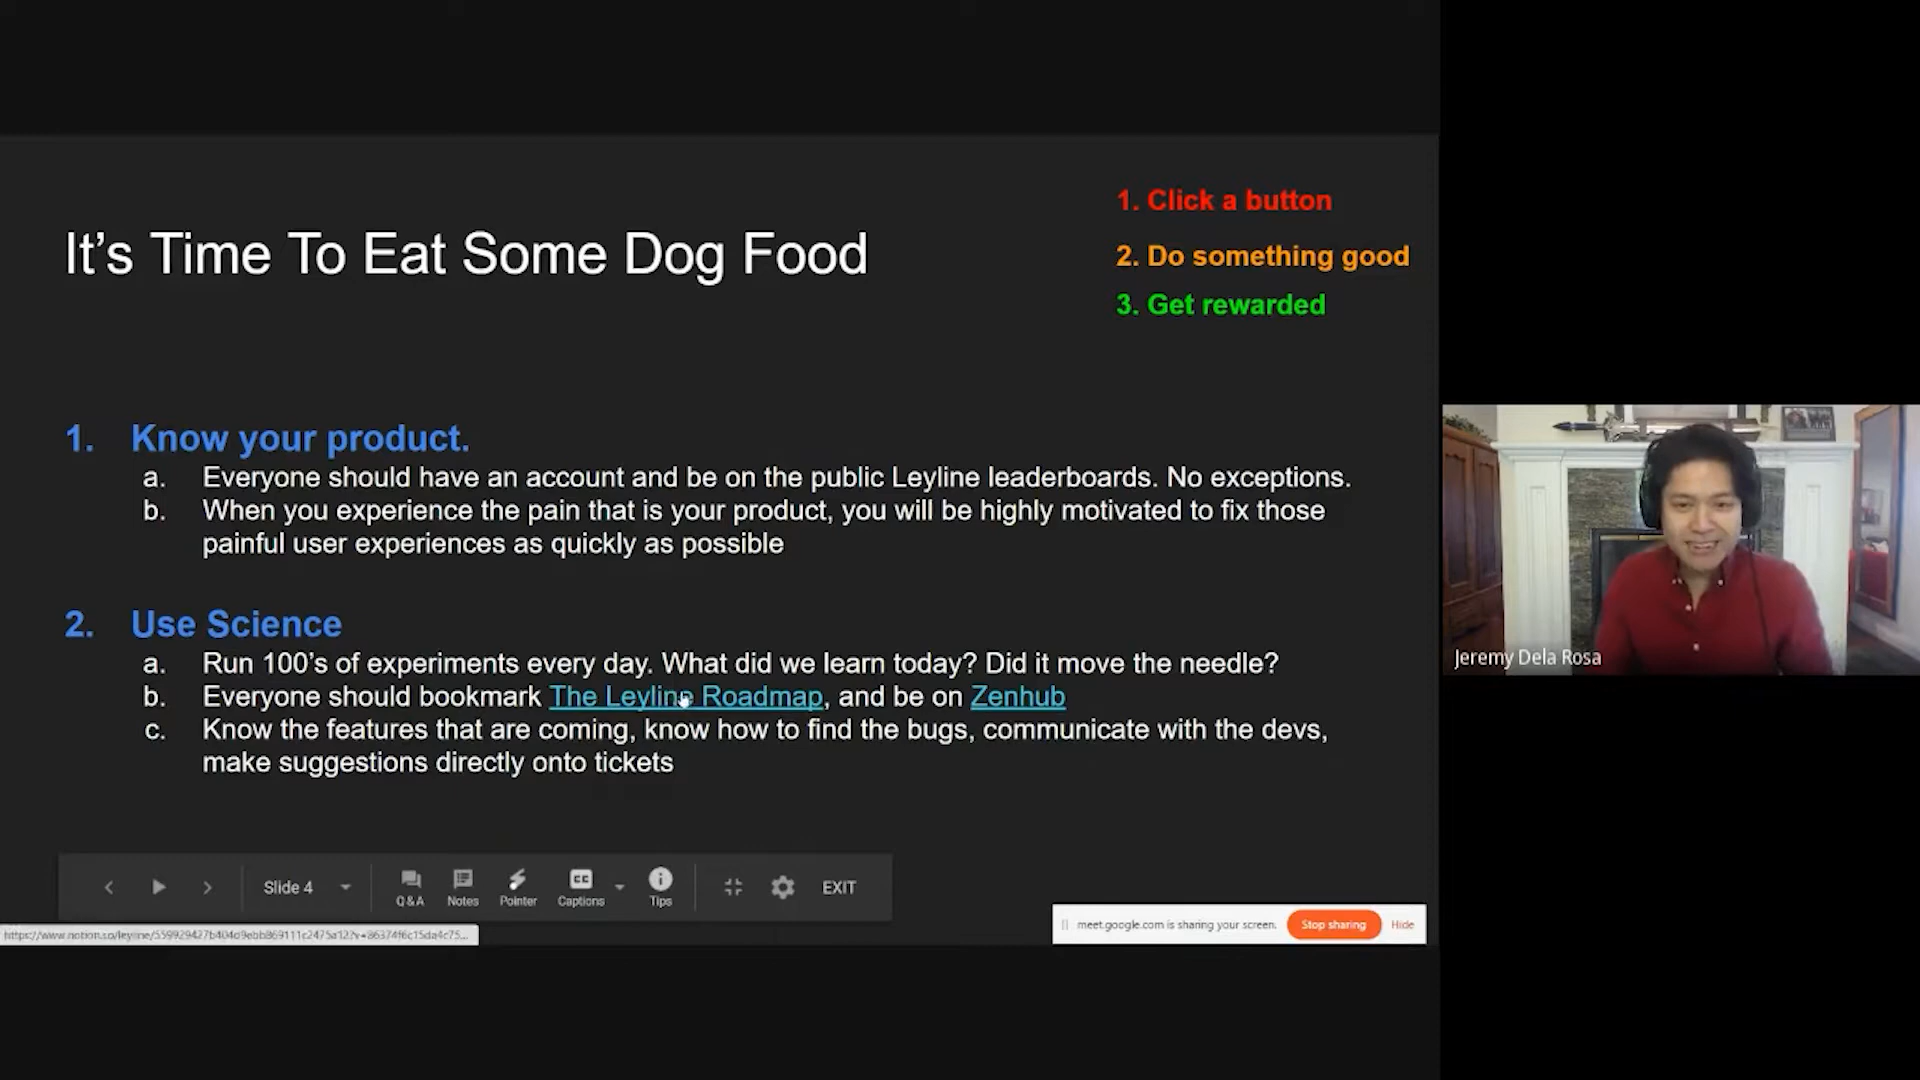 It’s Time To Eat Some Dog Food
1. Click a button
2. Do something good
3. Get rewarded
1. Know your product.
a. Everyone should have an account and be on the public Leyline leaderboards. No exceptions.
b. When you experience the pain that is your product, you will be highly motivated to fix those
painful user experiences as quickly as possible
2. Use Science
a. Run 100’s of experiments every day. What did we learn today? Did it move the needle?
b. Everyone should bookmark The Leyline Roadmap, and be on Zenhub
c. Know the features that are coming, know how to find the bugs, communicate with the devs,
make suggestions directly onto tickets
Jeremy Dela Rosa
Slide 4
Q&A
Notes
CC
Pointer
Captions
Tips
EXIT
meet.google.com is sharing your screen.
Stop sharing
Hide
https://www.notion.so/leyline/